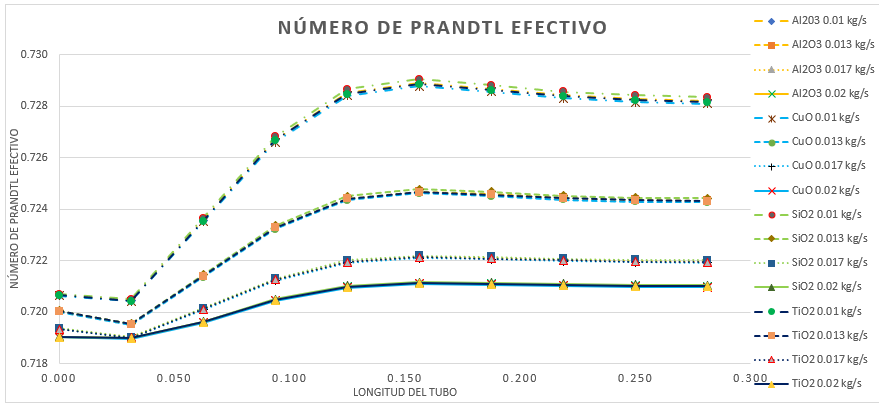 NÚMERO DE PRANDTL EFECTIVO
NÚMERO DE PRANDTL EFECTIVO
0.730
0.728
0.726
0.724
0.722
0.720
0.718
0.000 0.050 0.100 0.150 0.200 0.250 0.300
LONGITUD DEL TUBO
Al2O3 0.01 kg/s
Al2O3 0.013 kg/s
Al2O3 0.017 kg/s
Al2O3 0.02 kg/s
CuO 0.01 kg/s
CuO 0.013 kg/s
CuO 0.017 kg/s
CuO 0.02 kg/s
SiO2 0.01 kg/s
SiO2 0.013 kg/s
SiO2 0.017 kg/s
SiO2 0.02 kg/s
TiO2 0.01 kg/s
TiO2 0.013 kg/s
TiO2 0.017 kg/s
TiO2 0.02 kg/s